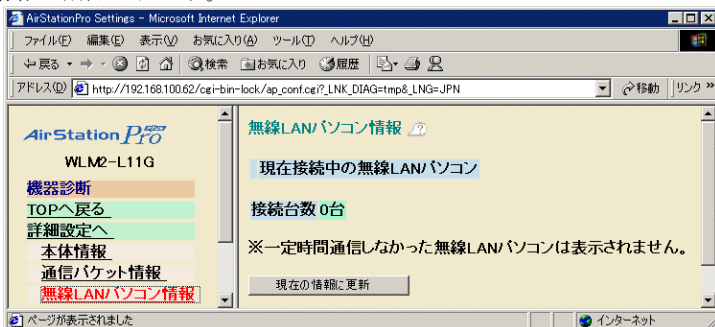 AirStationPro Settings - Microsoft Internet Explorer
ファイル(F) 編集(E) 表示(V) お気に入り(A) ツール(T) ヘルプ(H)
戻る 検索 お気に入り 履歴
アドレス(D) http://192.168.100.62/cgi-bin-lock/ap_conf.cgi?_LNK_DIAG=tmp&_LNG=JPN 移動 リンク »
AirStation Pro
WLM2-L11G
機器診断
TOPへ戻る
詳細設定へ
本体情報
通信パケット情報
無線LANパソコン情報
無線LANパソコン情報
現在接続中の無線LANパソコン
接続台数 0台
※一定時間通信しなかった無線LANパソコンは表示されません。
現在の情報に更新
ページが表示されました インターネット